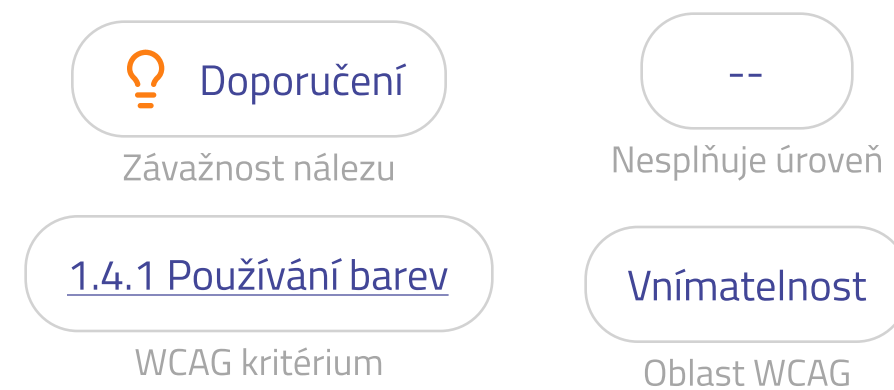 Doporučení
Závažnost nálezu
--
Nesplňuje úroveň
1.4.1 Používání barev
WCAG kritérium
Vnímatelnost
Oblast WCAG